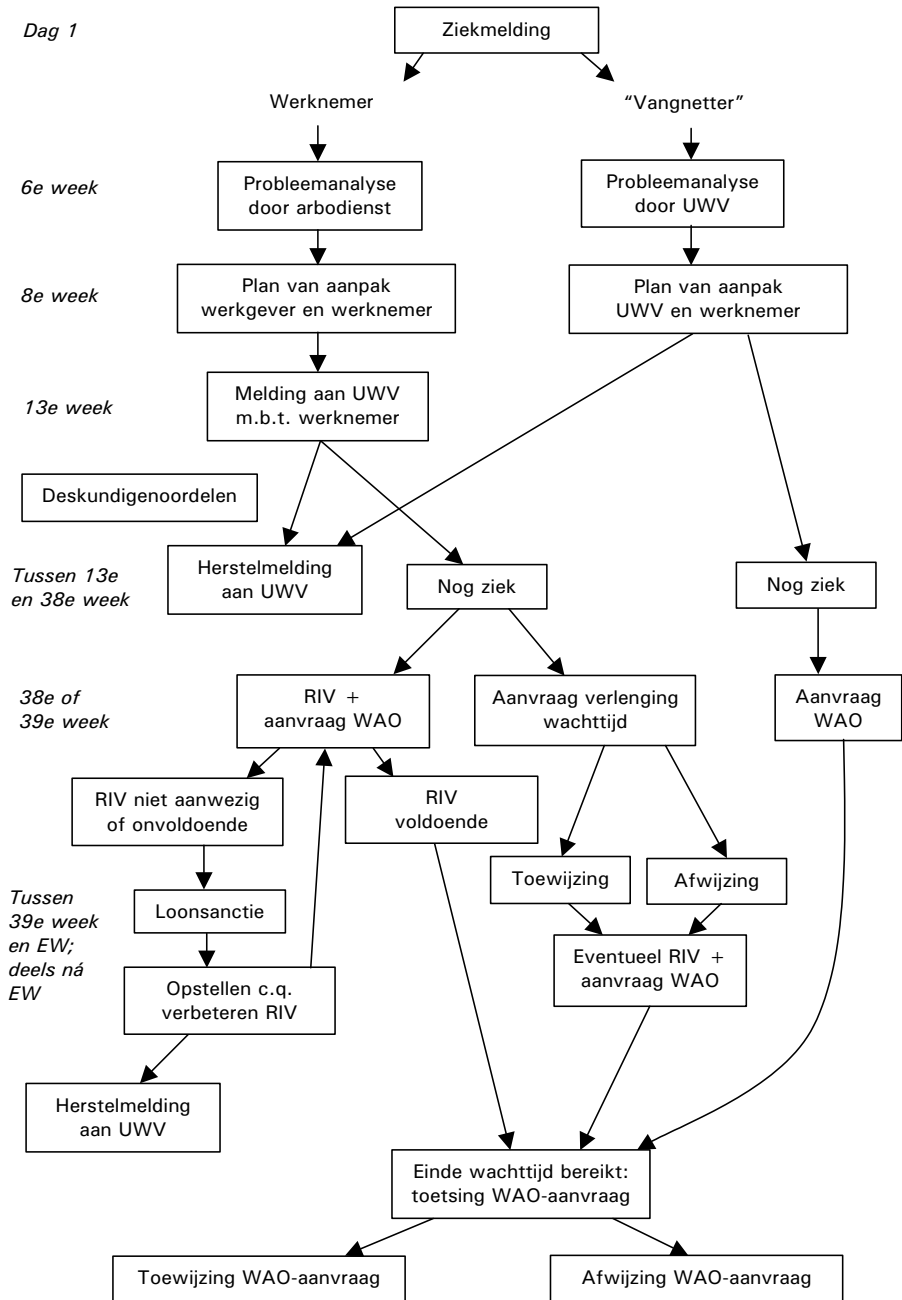 Dag 1
Ziekmelding
Werknemer
“Vangnetter”
6e week
Probleemanalyse
door arbodienst
Probleemanalyse
door UWV
8e week
Plan van aanpak
werkgever en werknemer
Plan van aanpak
UWV en werknemer
13e week
Melding aan UWV
m.b.t. werknemer
Deskundigenoordelen
Tussen 13e
en 38e week
Herstelmelding
aan UWV
Nog ziek
Nog ziek
38e of
39e week
RIV +
aanvraag WAO
Aanvraag verlenging
wachttijd
Aanvraag
WAO
RIV niet aanwezig
of onvoldoende
RIV
voldoende
Toewijzing
Afwijzing
Tussen
39e week
en EW;
deels ná
EW
Loonsanctie
Eventueel RIV +
aanvraag WAO
Opstellen c.q.
verbeteren RIV
Herstelmelding
aan UWV
Einde wachttijd bereikt:
toetsing WAO-aanvraag
Toewijzing WAO-aanvraag
Afwijzing WAO-aanvraag